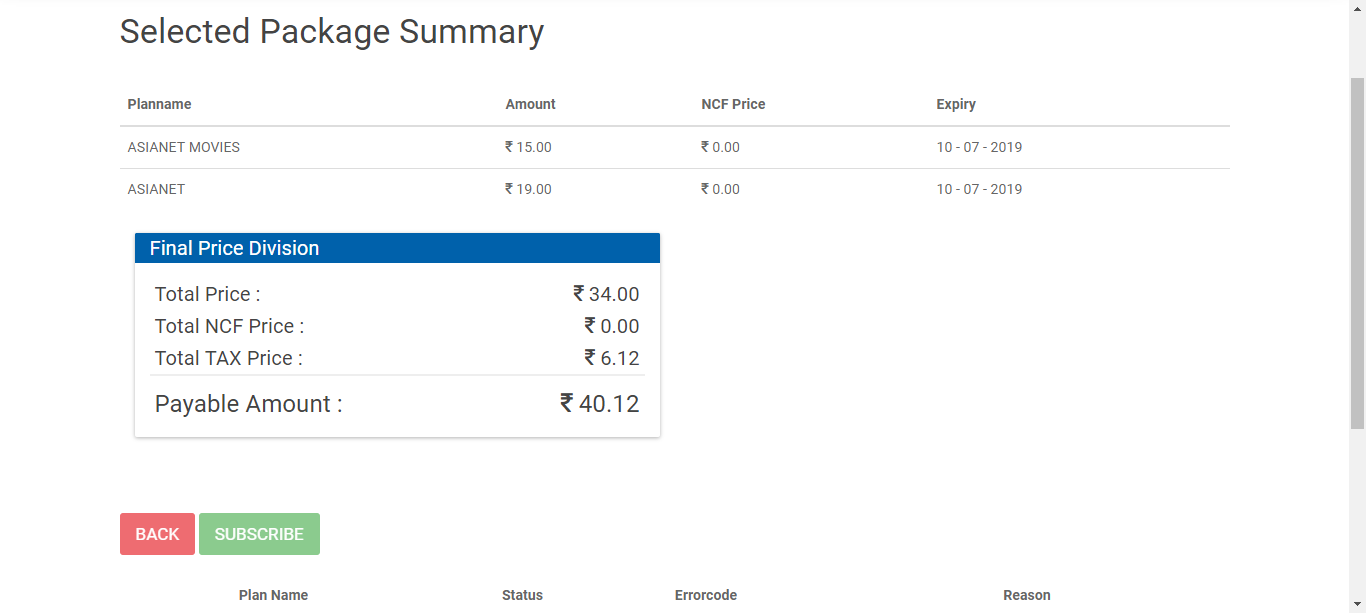 Selected Package Summary
Planname Amount NCF Price Expiry
ASIANET MOVIES ₹ 15.00 ₹ 0.00 10 - 07 - 2019
ASIANET ₹ 19.00 ₹ 0.00 10 - 07 - 2019
Final Price Division
Total Price : ₹ 34.00
Total NCF Price : ₹ 0.00
Total TAX Price : ₹ 6.12
Payable Amount : ₹ 40.12
BACK SUBSCRIBE
Plan Name Status Errorcode Reason